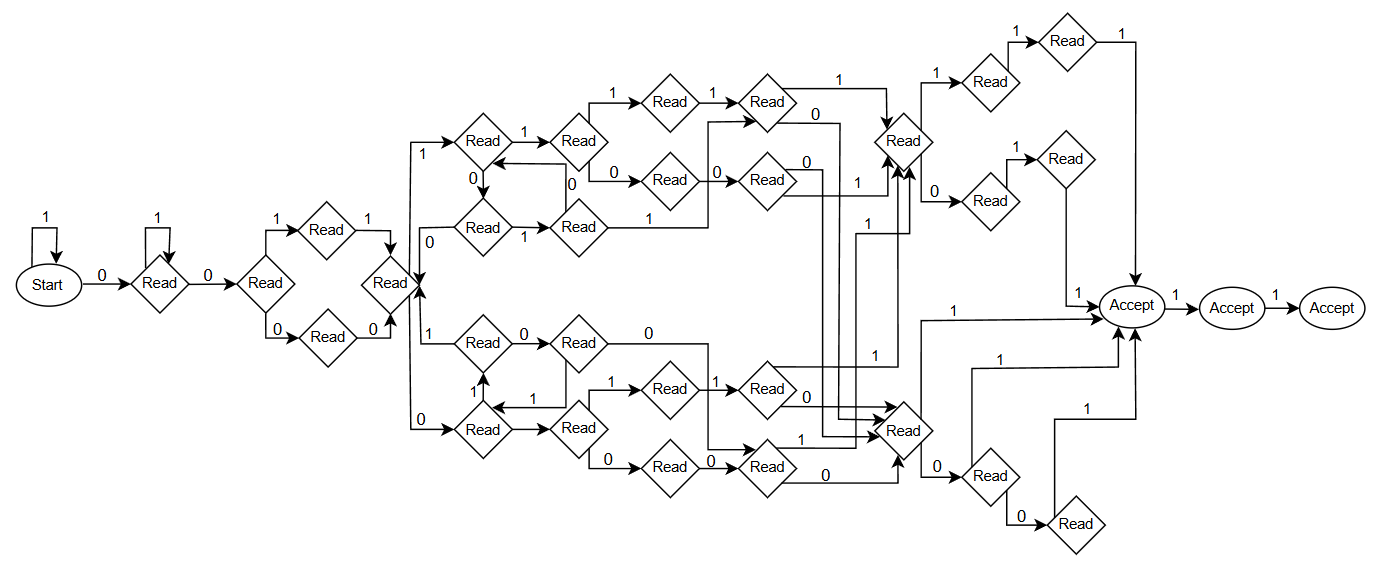 1 Read
1 Read 1
1 Read
Read 1 Read 1 Read 1
0
1 Read 1 Read 1 Read
0 0 1 Read
0 Read 0 Read 0
1
0 Read
1 1 1 Read 1 0 Read 1 Read 1
0
Start 0 Read 0 Read Read
1 1
1 Accept 1 Accept 1 Accept
0 Read 0 1 Read 0 Read 0
1
1 1 Read 1 Read 1
1 0
0 Read Read 1 Read
0 Read 0 Read 0 0 Read
1
0 Read